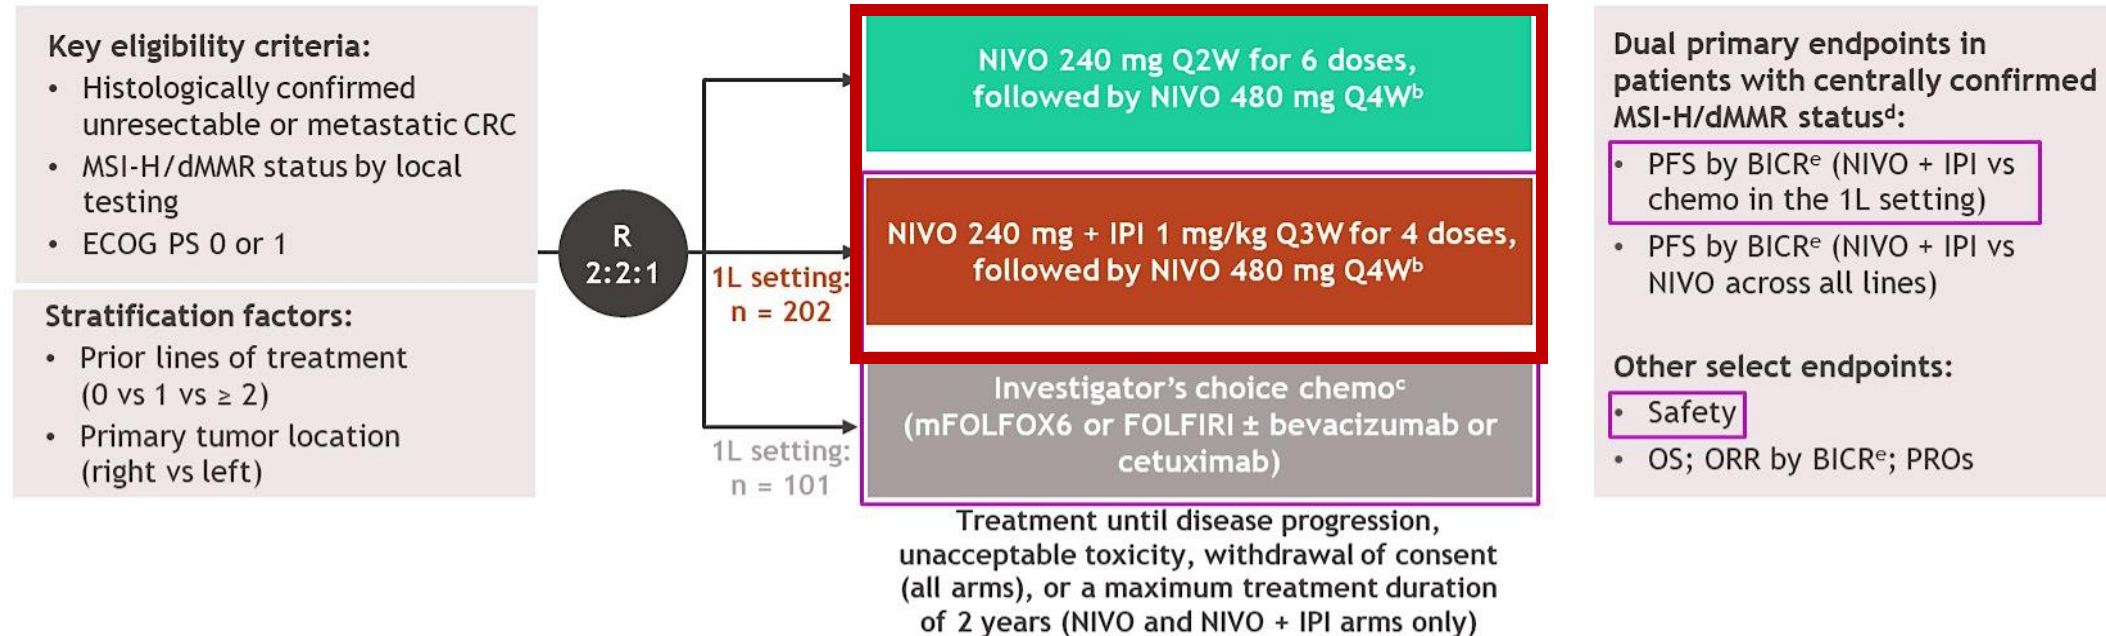 Key eligibility criteria:
• Histologically confirmed
unresectable or metastatic CRC
• MSI-H/dMMR status by local
testing
• ECOG PS 0 or 1
Stratification factors:
• Prior lines of treatment
(0 vs 1 vs ≥ 2)
• Primary tumor location
(right vs left)
R
2:2:1
1L setting:
n = 202
1L setting:
n = 101
NIVO 240 mg Q2W for 6 doses,
followed by NIVO 480 mg Q4Wᵇ
NIVO 240 mg + IPI 1 mg/kg Q3W for 4 doses,
followed by NIVO 480 mg Q4Wᵇ
Investigator's choice chemoᶜ
(mFOLFOX6 or FOLFIRI ± bevacizumab or
cetuximab)
Treatment until disease progression,
unacceptable toxicity, withdrawal of consent
(all arms), or a maximum treatment duration
of 2 years (NIVO and NIVO + IPI arms only)
Dual primary endpoints in
patients with centrally confirmed
MSI-H/dMMR statusᵈ:
• PFS by BICRᵉ (NIVO + IPI vs
chemo in the 1L setting)
• PFS by BICRᵉ (NIVO + IPI vs
NIVO across all lines)
Other select endpoints:
• Safety
• OS; ORR by BICRᵉ; PROs